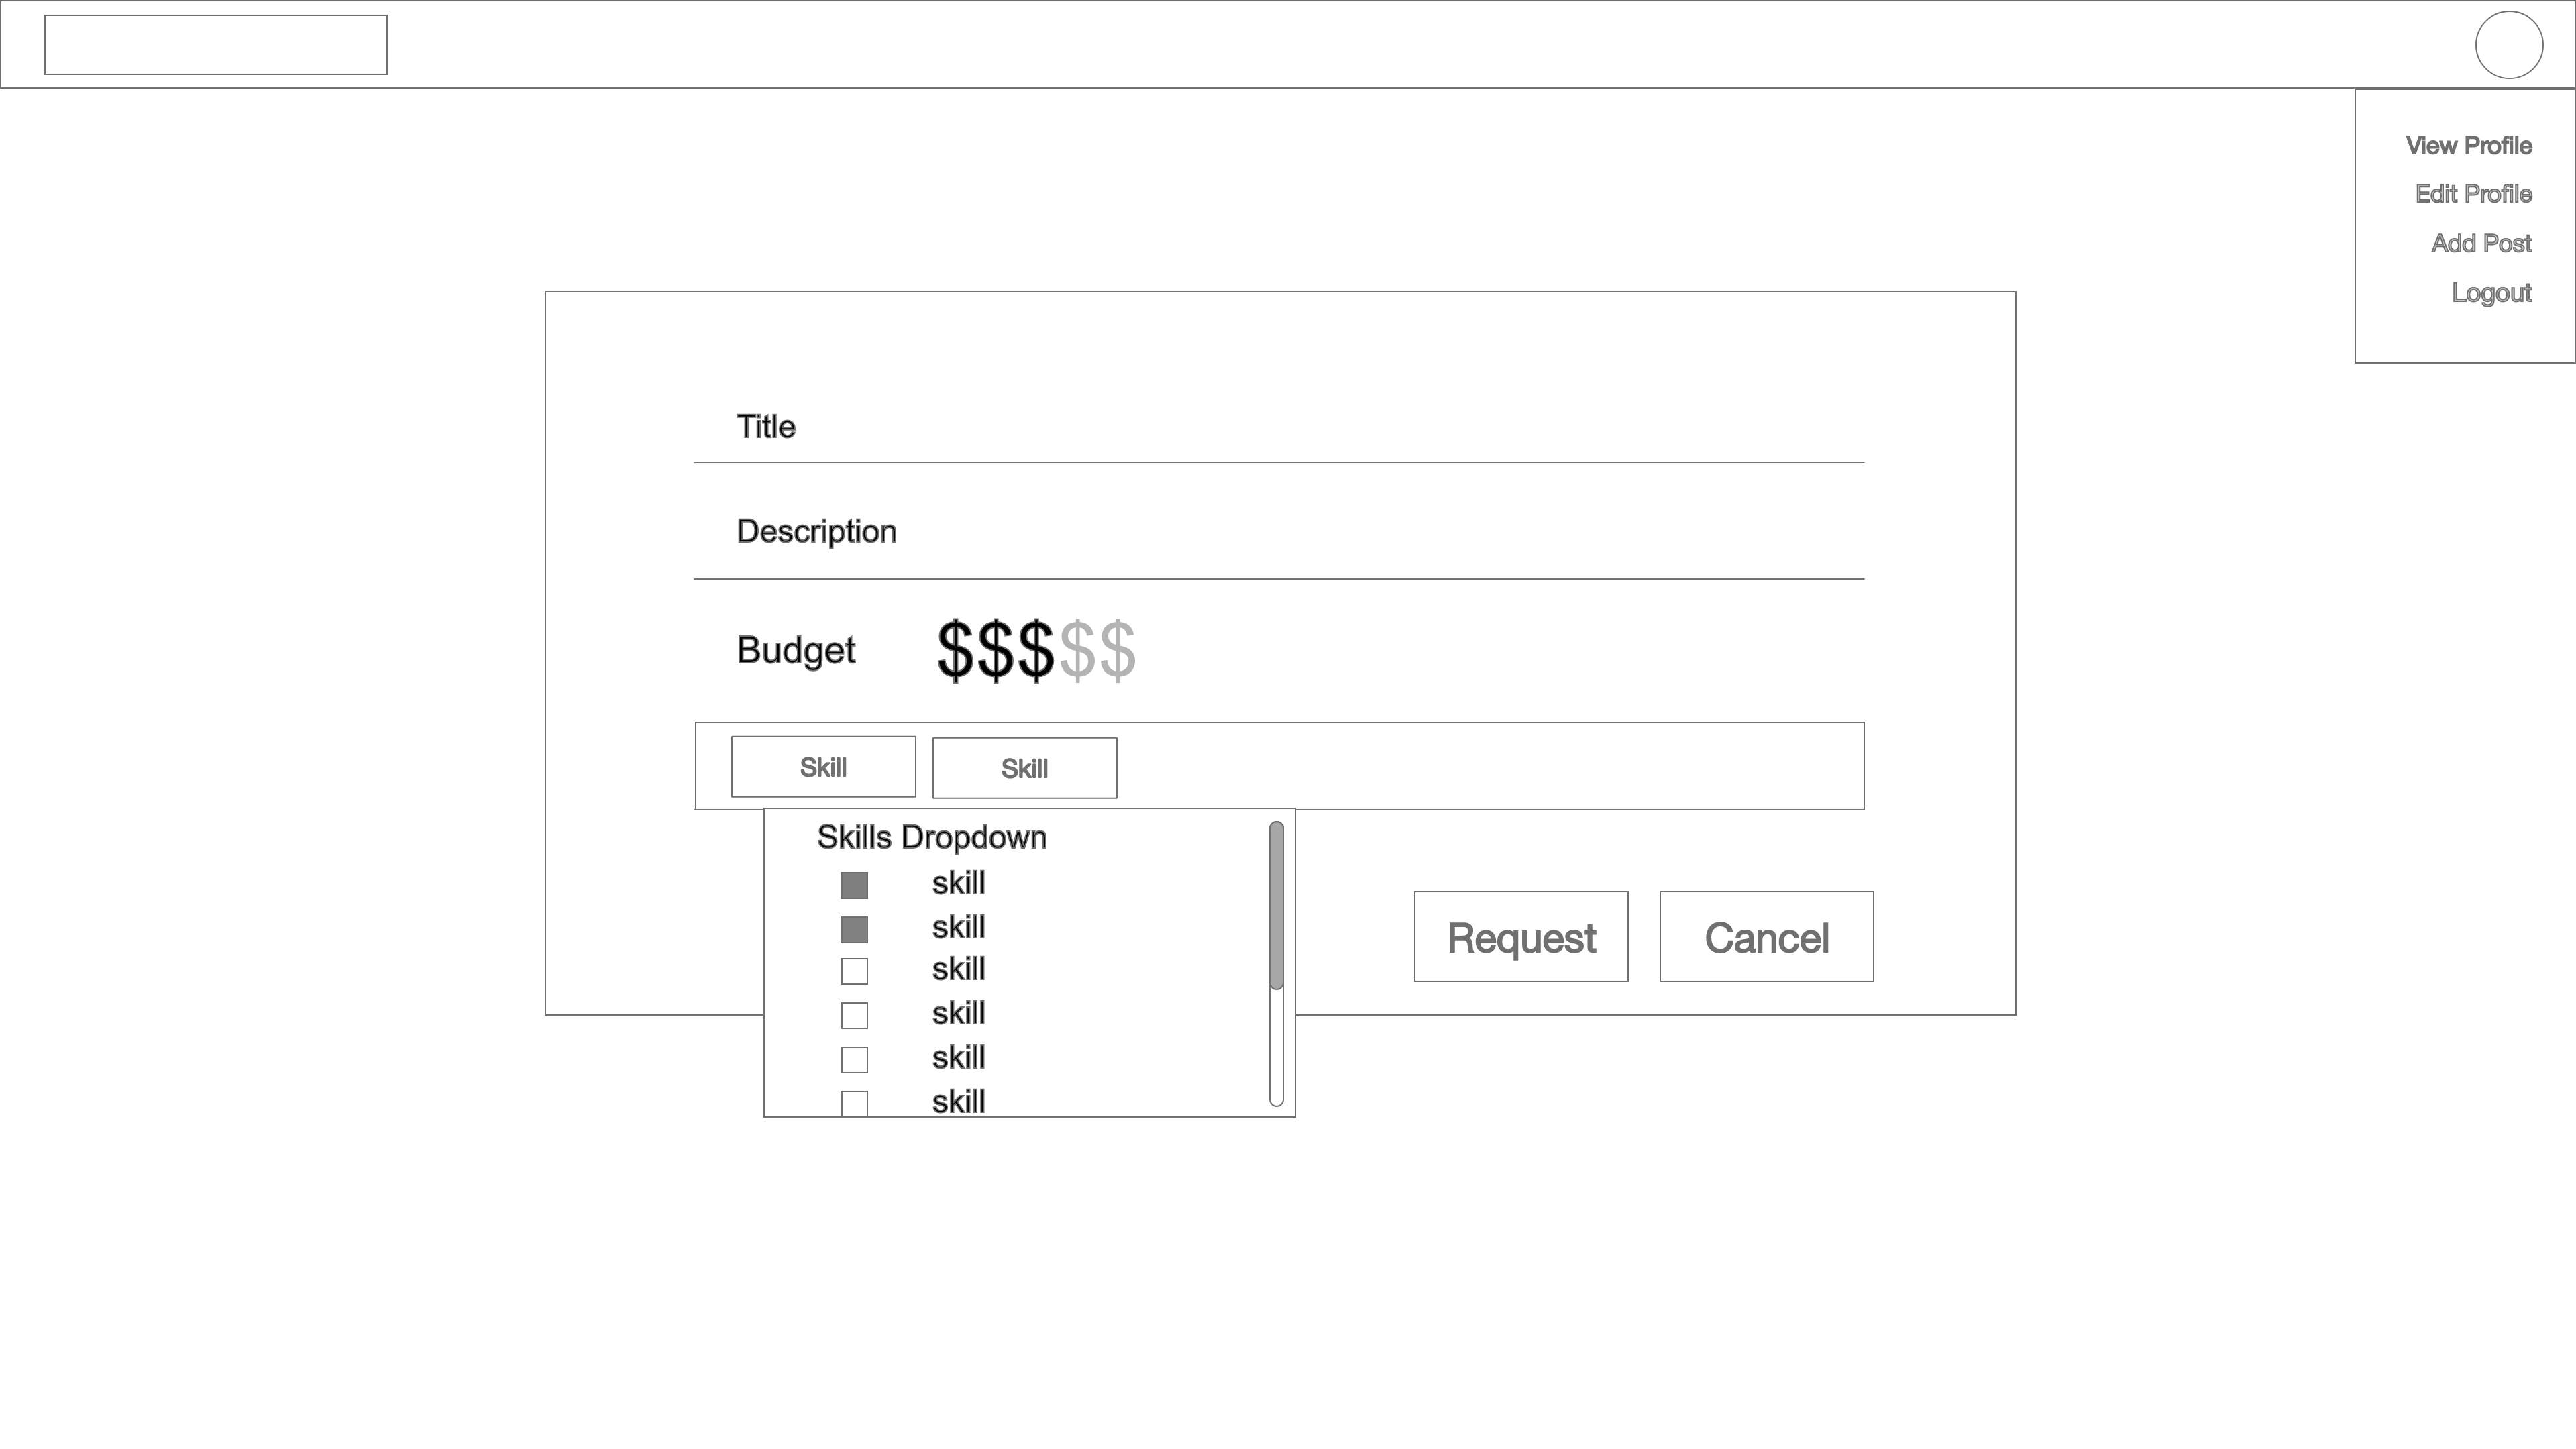 View Profile
Edit Profile
Add Post
Logout
Title
Description
Budget $$$$$
Skill Skill
Skills Dropdown
skill
skill
skill
skill
skill
skill
Request Cancel